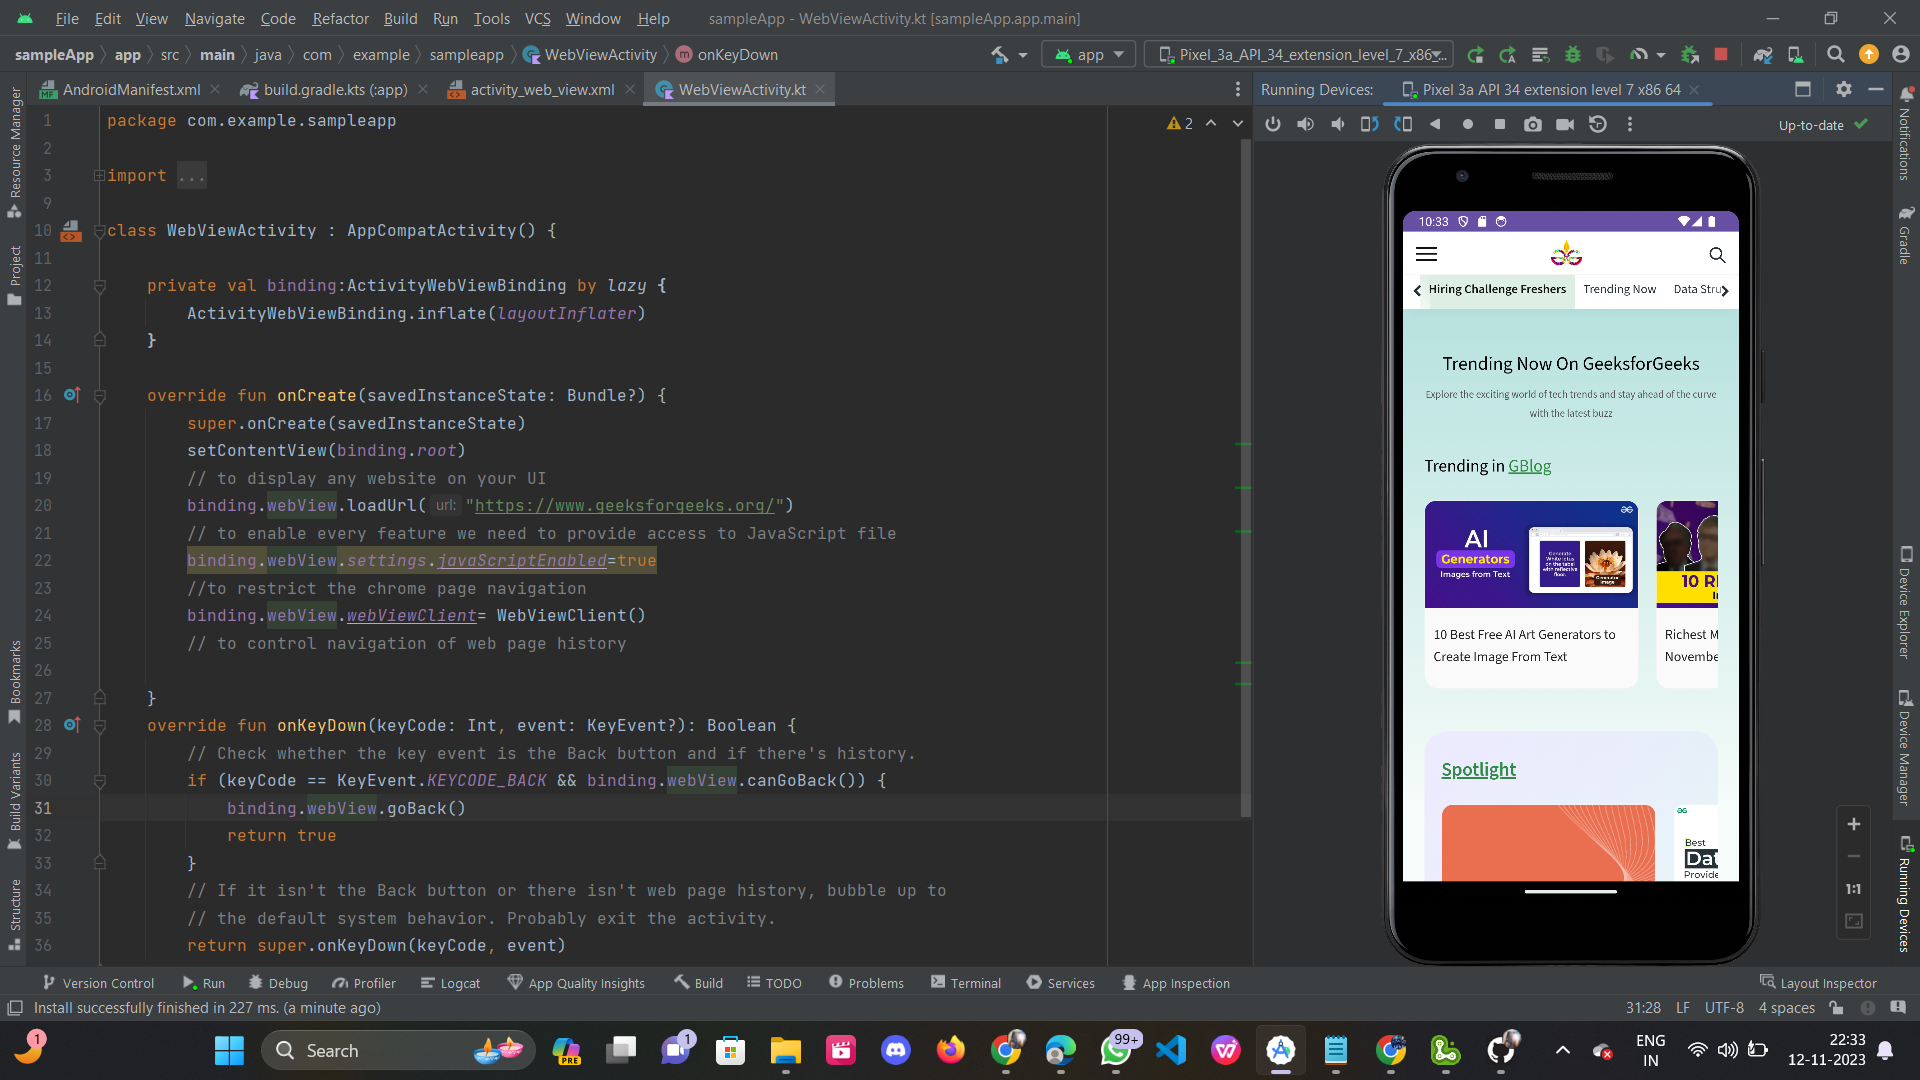 File Edit View Navigate Code Refactor Build Run Tools VCS Window Help sampleApp - WebViewActivity.kt [sampleApp.app.main]
sampleApp app src main java com example sampleapp WebViewActivity onKeyDown app Pixel_3a_API_34_extension_level_7_x86
AndroidManifest.xml build.gradle.kts (:app) activity_web_view.xml WebViewActivity.kt Running Devices: Pixel 3a API 34 extension level 7 x86 64
Up-to-date
2
1 package com.example.sampleapp
2
3 import ...
9
10 class WebViewActivity : AppCompatActivity() {
11
12 private val binding:ActivityWebViewBinding by lazy {
13 ActivityWebViewBinding.inflate(layoutInflater)
14 }
15
16 override fun onCreate(savedInstanceState: Bundle?) {
17 super.onCreate(savedInstanceState)
18 setContentView(binding.root)
19 // to display any website on your UI
20 binding.webView.loadUrl( url: "https://www.geeksforgeeks.org/")
21 // to enable every feature we need to provide access to JavaScript file
22 binding.webView.settings.javaScriptEnabled=true
23 //to restrict the chrome page navigation
24 binding.webView.webViewClient= WebViewClient()
25 // to control navigation of web page history
26
27 }
28 override fun onKeyDown(keyCode: Int, event: KeyEvent?): Boolean {
29 // Check whether the key event is the Back button and if there's history.
30 if (keyCode == KeyEvent.KEYCODE_BACK && binding.webView.canGoBack()) {
31 binding.webView.goBack()
32 return true
33 }
34 // If it isn't the Back button or there isn't web page history, bubble up to
35 // the default system behavior. Probably exit the activity.
36 return super.onKeyDown(keyCode, event)
Resource Manager
Project
Bookmarks
Build Variants
Structure
10:33
Hiring Challenge Freshers Trending Now Data Stru
Trending Now On GeeksforGeeks
Explore the exciting world of tech trends and stay ahead of the curve
with the latest buzz
Trending in GBlog
AI
Generators
Images from Text
Generate
White lotus
on the table
with reflective
floor.
Generate
Image
10 Best Free AI Art Generators to
Create Image From Text
10 RI
Richest M
Novembe
Spotlight
Best
Dat
Provide
1:1
Notifications
Gradle
Device Explorer
Device Manager
Running Devices
Version Control Run Debug Profiler Logcat App Quality Insights Build TODO Problems Terminal Services App Inspection Layout Inspector
Install successfully finished in 227 ms. (a minute ago) 31:28 LF UTF-8 4 spaces
1 Search PRE 1 99+ ENG
IN
22:33
12-11-2023